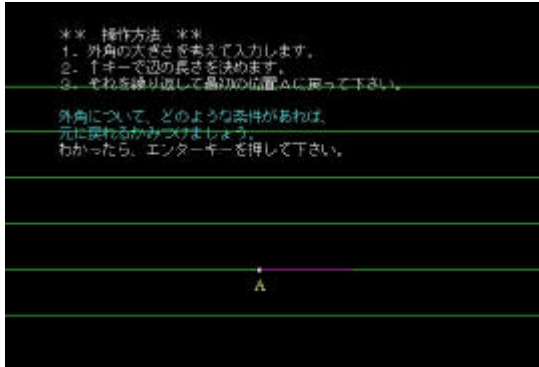 ** 操作方法 **
1. 外角の大きさを考えて入力します。
2. ↑キーで辺の長さを決めます。
3. それを繰り返して最初の位置Aに戻って下さい。
外角について、どのような条件があれば、
元に戻れるかみつけましょう。
わかったら、エンターキーを押して下さい。
A